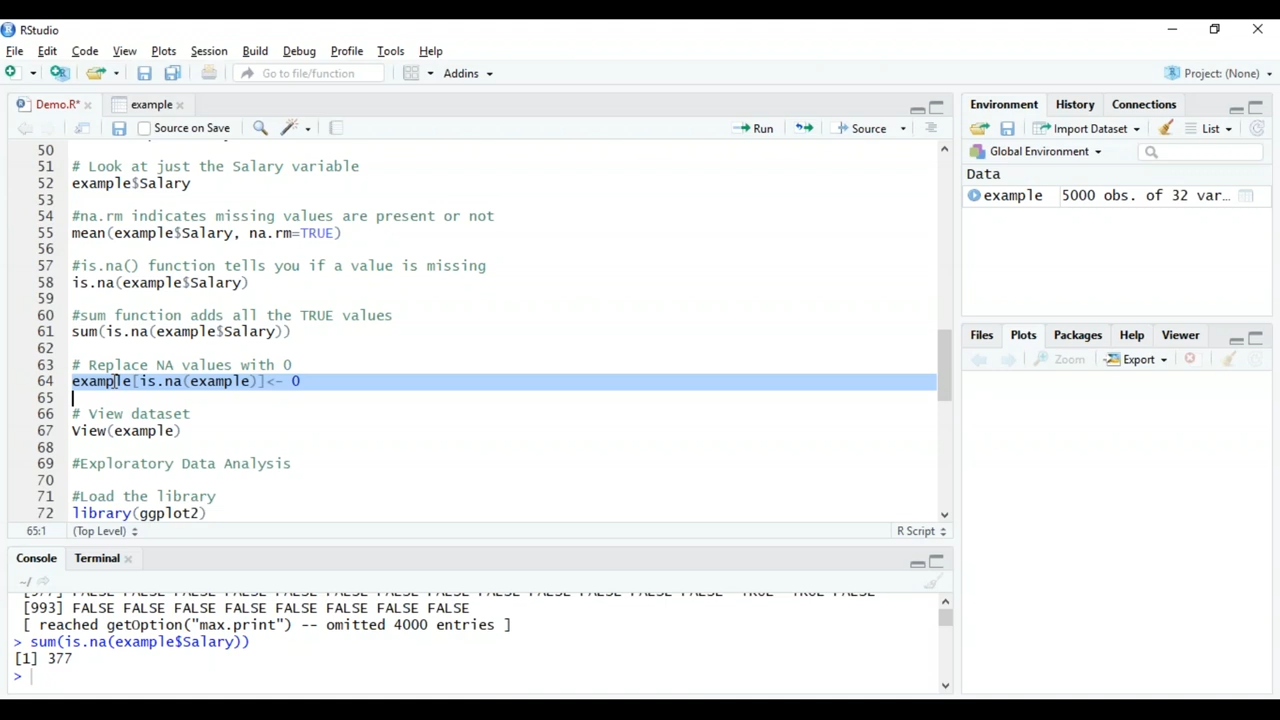 RStudio
File Edit Code View Plots Session Build Debug Profile Tools Help
Go to file/function Addins Project: (None)
Demo.R* example
Source on Save Run Source
50
51 # Look at just the Salary variable
52 example$Salary
53
54 #na.rm indicates missing values are present or not
55 mean(example$Salary, na.rm=TRUE)
56
57 #is.na() function tells you if a value is missing
58 is.na(example$Salary)
59
60 #sum function adds all the TRUE values
61 sum(is.na(example$Salary))
62
63 # Replace NA values with 0
64 example[is.na(example)]<- 0
65
66 # View dataset
67 View(example)
68
69 #Exploratory Data Analysis
70
71 #Load the library
72 library(ggplot2)
65:1 (Top Level) R Script
Console Terminal
~/
[993] FALSE FALSE FALSE FALSE FALSE FALSE FALSE FALSE
[ reached getOption("max.print") -- omitted 4000 entries ]
> sum(is.na(example$Salary))
[1] 377
>
Environment History Connections
Import Dataset List
Global Environment
Data
example 5000 obs. of 32 var…
Files Plots Packages Help Viewer
Zoom Export